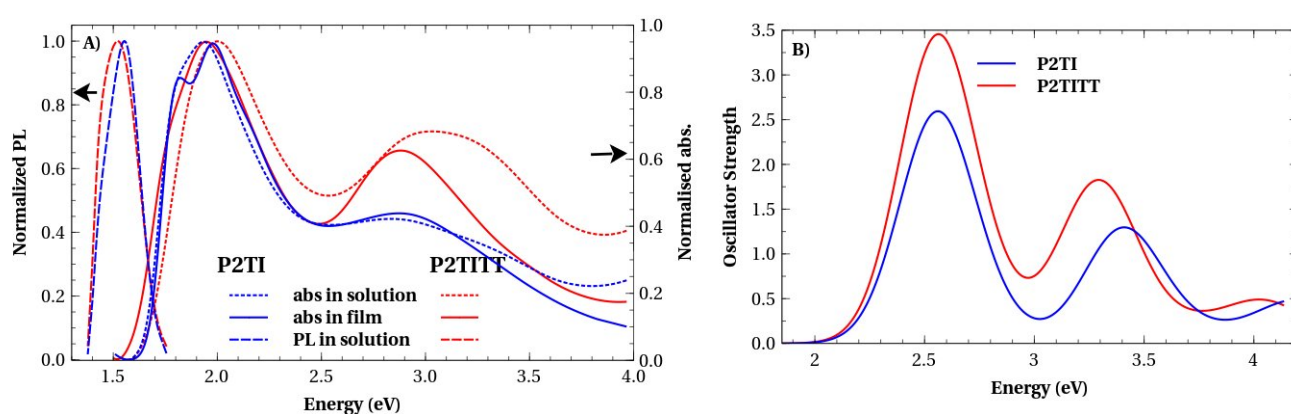 A)
Normalized PL
1.0
0.8
0.6
0.4
0.2
0.0
1.0
0.8
0.6
0.4
0.2
0.0
Normalised abs.
P2TI P2TITT
abs in solution
abs in film
PL in solution
1.5 2.0 2.5 3.0 3.5 4.0
Energy (eV)
B)
Oscillator Strength
3.5
3.0
2.5
2.0
1.5
1.0
0.5
0.0
P2TI
P2TITT
2 2.5 3 3.5 4
Energy (eV)